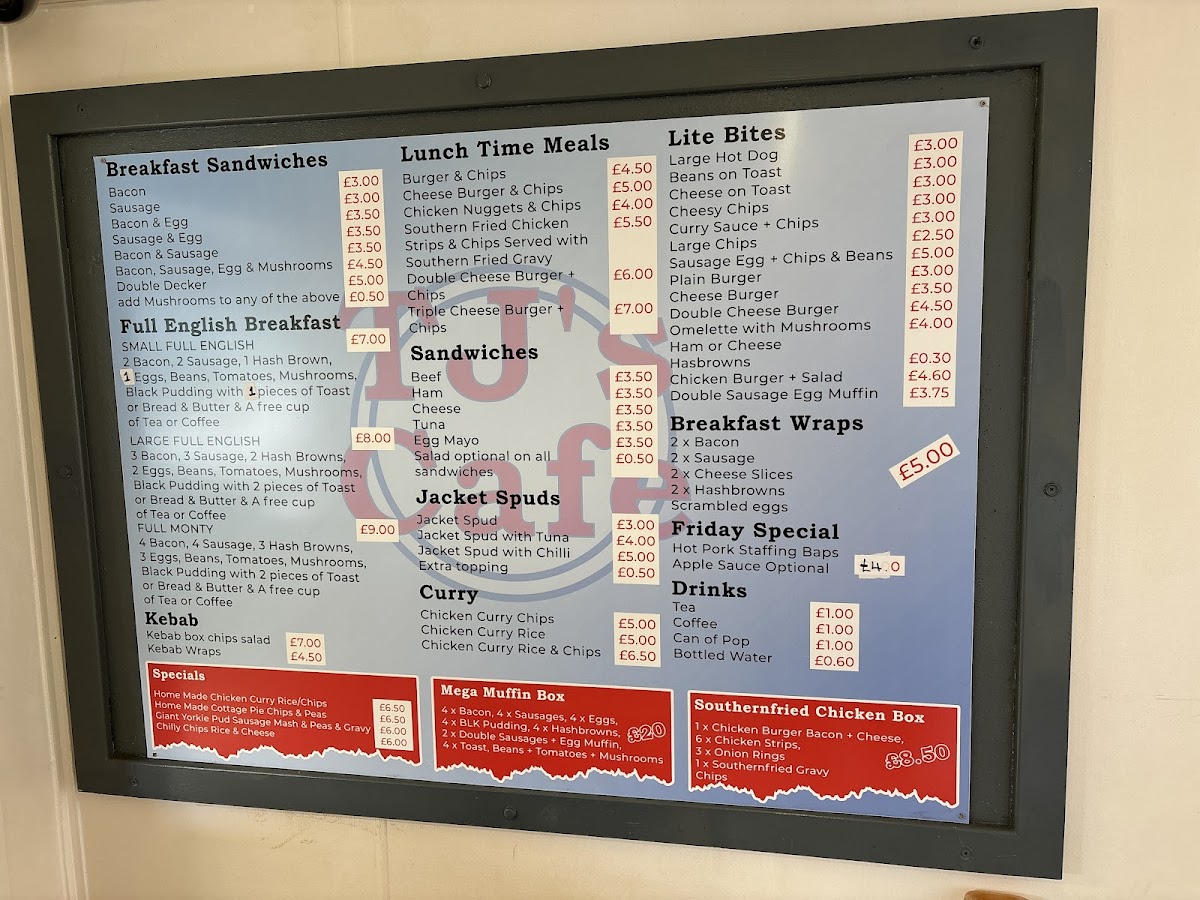 Breakfast Sandwiches
Bacon £3.00
Sausage £3.00
Bacon & Egg £3.50
Sausage & Egg £3.50
Bacon & Sausage £3.50
Bacon, Sausage, Egg & Mushrooms £4.50
Double Decker £5.00
add Mushrooms to any of the above £0.50
Full English Breakfast
SMALL FULL ENGLISH £7.00
2 Bacon, 2 Sausage, 1 Hash Brown,
1 Eggs, Beans, Tomatoes, Mushrooms,
Black Pudding with 1 pieces of Toast
or Bread & Butter & A free cup
of Tea or Coffee
LARGE FULL ENGLISH £8.00
3 Bacon, 3 Sausage, 2 Hash Browns,
2 Eggs, Beans, Tomatoes, Mushrooms,
Black Pudding with 2 pieces of Toast
or Bread & Butter & A free cup
of Tea or Coffee
FULL MONTY £9.00
4 Bacon, 4 Sausage, 3 Hash Browns,
3 Eggs, Beans, Tomatoes, Mushrooms,
Black Pudding with 2 pieces of Toast
or Bread & Butter & A free cup
of Tea or Coffee
Kebab
Kebab box chips salad £7.00
Kebab Wraps £4.50
Lunch Time Meals
Burger & Chips £4.50
Cheese Burger & Chips £5.00
Chicken Nuggets & Chips £4.00
Southern Fried Chicken £5.50
Strips & Chips Served with
Southern Fried Gravy
Double Cheese Burger + £6.00
Chips
Triple Cheese Burger + £7.00
Chips
TJ's
Cafe
Sandwiches
Beef £3.50
Ham £3.50
Cheese £3.50
Tuna £3.50
Egg Mayo £3.50
Salad optional on all £0.50
sandwiches
Jacket Spuds
Jacket Spud £3.00
Jacket Spud with Tuna £4.00
Jacket Spud with Chilli £5.00
Extra topping £0.50
Curry
Chicken Curry Chips £5.00
Chicken Curry Rice £5.00
Chicken Curry Rice & Chips £6.50
Lite Bites
Large Hot Dog £3.00
Beans on Toast £3.00
Cheese on Toast £3.00
Cheesy Chips £3.00
Curry Sauce + Chips £3.00
Large Chips £2.50
Sausage Egg + Chips & Beans £5.00
Plain Burger £3.00
Cheese Burger £3.50
Double Cheese Burger £4.50
Omelette with Mushrooms £4.00
Ham or Cheese
Hasbrowns £0.30
Chicken Burger + Salad £4.60
Double Sausage Egg Muffin £3.75
Breakfast Wraps
2 x Bacon
2 x Sausage
2 x Cheese Slices
2 x Hashbrowns
Scrambled eggs
£5.00
Friday Special
Hot Pork Staffing Baps
Apple Sauce Optional
Drinks
Tea £1.00
Coffee £1.00
Can of Pop £1.00
Bottled Water £0.60
Specials
Home Made Chicken Curry Rice/Chips £6.50
Home Made Cottage Pie Chips & Peas £6.50
Giant Yorkie Pud Sausage Mash & Peas & Gravy £6.00
Chilly Chips Rice & Cheese £6.00
Mega Muffin Box
4 x Bacon, 4 x Sausages, 4 x Eggs,
4 x BLK Pudding, 4 x Hashbrowns,
2 x Double Sausages + Egg Muffin,
4 x Toast, Beans + Tomatoes + Mushrooms
£20
Southernfried Chicken Box
1 x Chicken Burger Bacon + Cheese,
6 x Chicken Strips,
3 x Onion Rings
1 x Southernfried Gravy
Chips
£8.50